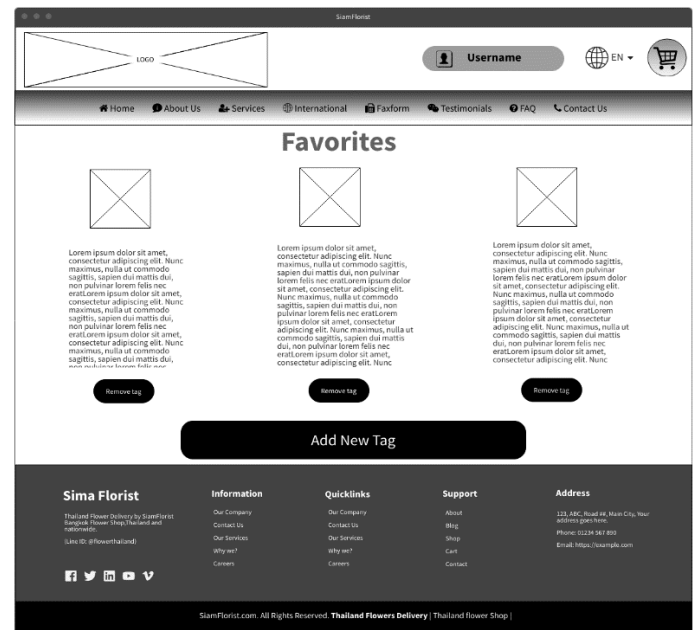 SiamFlorist
LOGO
Username
EN
Home About Us Services International Faxform Testimonials FAQ Contact Us
Favorites
Lorem ipsum dolor sit amet,
consectetur adipiscing elit. Nunc
maximus, nulla ut commodo
sagittis, sapien dui mattis dui,
non pulvinar lorem felis nec
eratLorem ipsum dolor sit amet,
consectetur adipiscing elit. Nunc
maximus, nulla ut commodo
sagittis, sapien dui mattis dui,
non pulvinar lorem felis nec
eratLorem ipsum dolor sit amet,
consectetur adipiscing elit. Nunc
maximus, nulla ut commodo
sagittis, sapien dui mattis dui,
non pulvinar lorem felis nec
Remove tag
Lorem ipsum dolor sit amet,
consectetur adipiscing elit. Nunc
maximus, nulla ut commodo sagittis,
sapien dui mattis dui, non pulvinar
lorem felis nec eratLorem ipsum dolor
sit amet, consectetur adipiscing elit.
Nunc maximus, nulla ut commodo
sagittis, sapien dui mattis dui, non
pulvinar lorem felis nec eratLorem
ipsum dolor sit amet, consectetur
adipiscing elit. Nunc maximus, nulla ut
commodo sagittis, sapien dui mattis
dui, non pulvinar lorem felis nec
eratLorem ipsum dolor sit amet,
consectetur adipiscing elit. Nunc
Remove tag
Lorem ipsum dolor sit amet,
consectetur adipiscing elit. Nunc
maximus, nulla ut commodo sagittis,
sapien dui mattis dui, non pulvinar
lorem felis nec eratLorem ipsum dolor
sit amet, consectetur adipiscing elit.
Nunc maximus, nulla ut commodo
sagittis, sapien dui mattis dui, non
pulvinar lorem felis nec eratLorem
ipsum dolor sit amet, consectetur
adipiscing elit. Nunc maximus, nulla ut
commodo sagittis, sapien dui mattis
dui, non pulvinar lorem felis nec
eratLorem ipsum dolor sit amet,
consectetur adipiscing elit. Nunc
Remove tag
Add New Tag
Sima Florist
Thailand Flower Delivery by SiamFlorist
Bangkok Flower Shop,Thailand and
nationwide.
(Line ID: @flowerthailand)
Information
Our Company
Contact Us
Our Services
Why we?
Careers
Quicklinks
Our Company
Contact Us
Our Services
Why we?
Careers
Support
About
Blog
Shop
Cart
Contact
Address
123, ABC, Road ##, Main City, Your
address goes here.
Phone: 01234 567 890
Email: https://example.com
SiamFlorist.com. All Rights Reserved. Thailand Flowers Delivery | Thailand flower Shop |